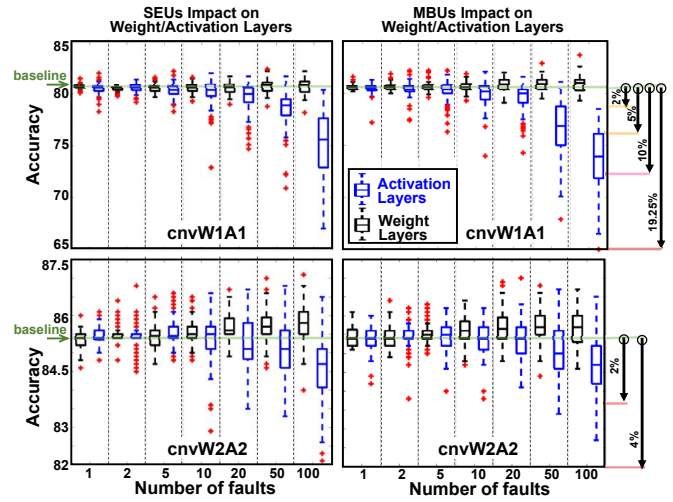 SEUs Impact on
Weight/Activation Layers
MBUs Impact on
Weight/Activation Layers
85
baseline
80
75
70
65
Accuracy
cnvW1A1
Activation
Layers
Weight
Layers
cnvW1A1
2%
5%
10%
19.25%
87.5
86
baseline
84.5
83
82
Accuracy
cnvW2A2
cnvW2A2
2%
4%
1 2 5 10 20 50 100
1 2 5 10 20 50 100
Number of faults
Number of faults